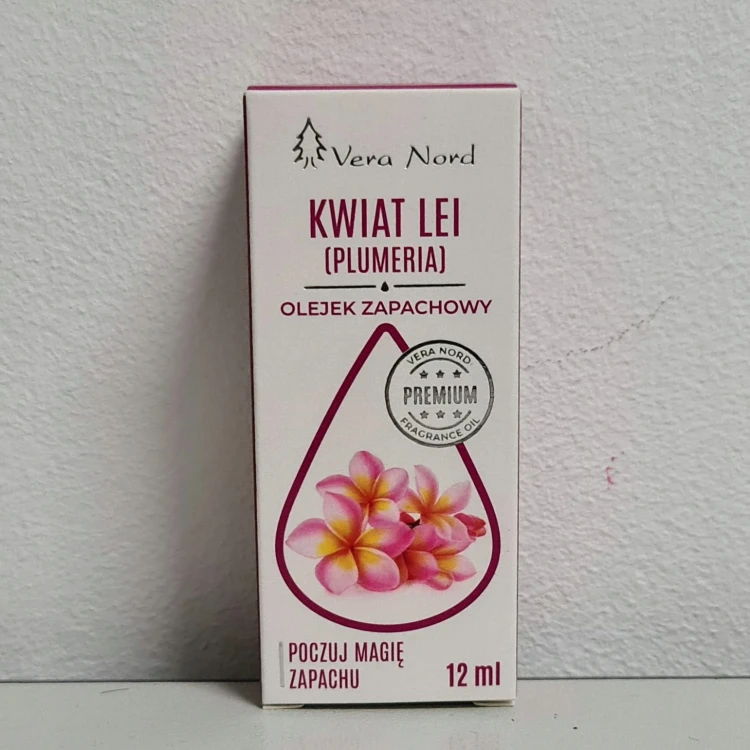 Vera Nord
KWIAT LEI
(PLUMERIA)
OLEJEK ZAPACHOWY
VERA NORD
PREMIUM
FRAGRANCE OIL
POCZUJ MAGIĘ
ZAPACHU
12 ml